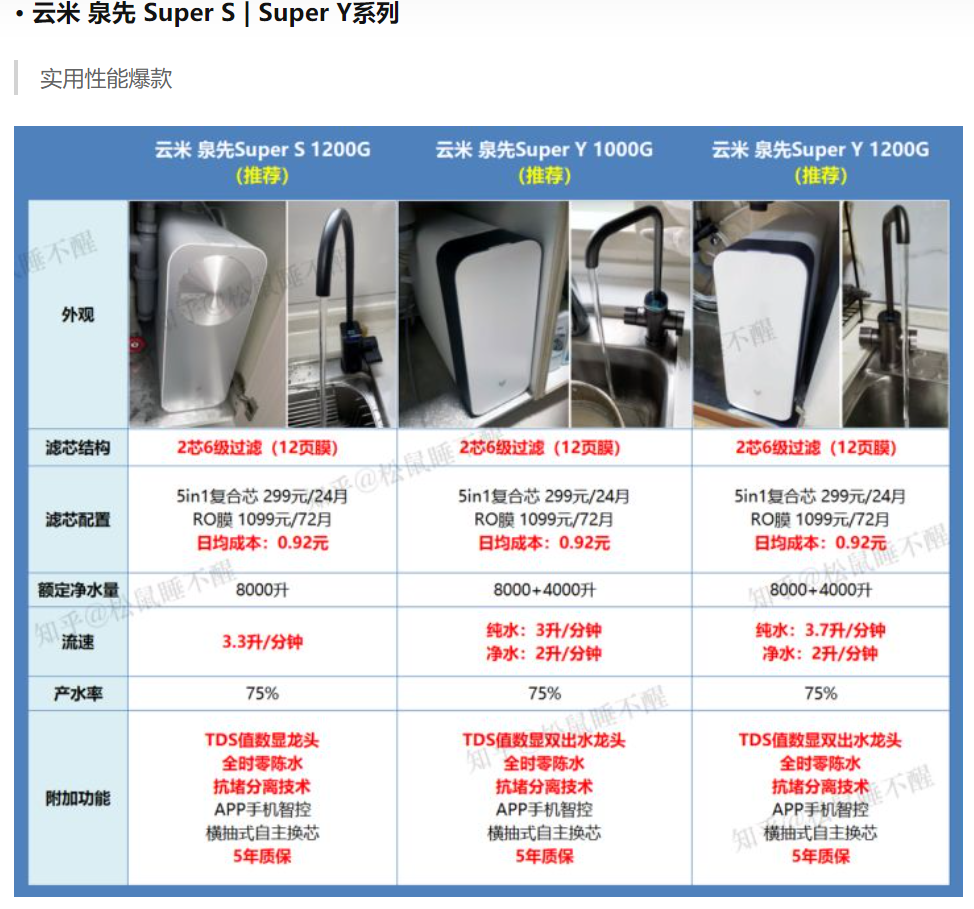 • 云米 泉先 Super S | Super Y系列
实用性能爆款
云米 泉先Super S 1200G
(推荐)
云米 泉先Super Y 1000G
(推荐)
云米 泉先Super Y 1200G
(推荐)
外观
滤芯结构
2芯6级过滤（12页膜）
2芯6级过滤（12页膜）
2芯6级过滤（12页膜）
滤芯配置
5in1复合芯 299元/24月
RO膜 1099元/72月
日均成本：0.92元
5in1复合芯 299元/24月
RO膜 1099元/72月
日均成本：0.92元
5in1复合芯 299元/24月
RO膜 1099元/72月
日均成本：0.92元
额定净水量
8000升
8000+4000升
8000+4000升
流速
3.3升/分钟
纯水：3升/分钟
净水：2升/分钟
纯水：3.7升/分钟
净水：2升/分钟
产水率
75%
75%
75%
附加功能
TDS值数显龙头
全时零陈水
抗堵分离技术
APP手机智控
横抽式自主换芯
5年质保
TDS值数显双出水龙头
全时零陈水
抗堵分离技术
APP手机智控
横抽式自主换芯
5年质保
TDS值数显双出水龙头
全时零陈水
抗堵分离技术
APP手机智控
横抽式自主换芯
5年质保
知乎@松鼠睡不醒